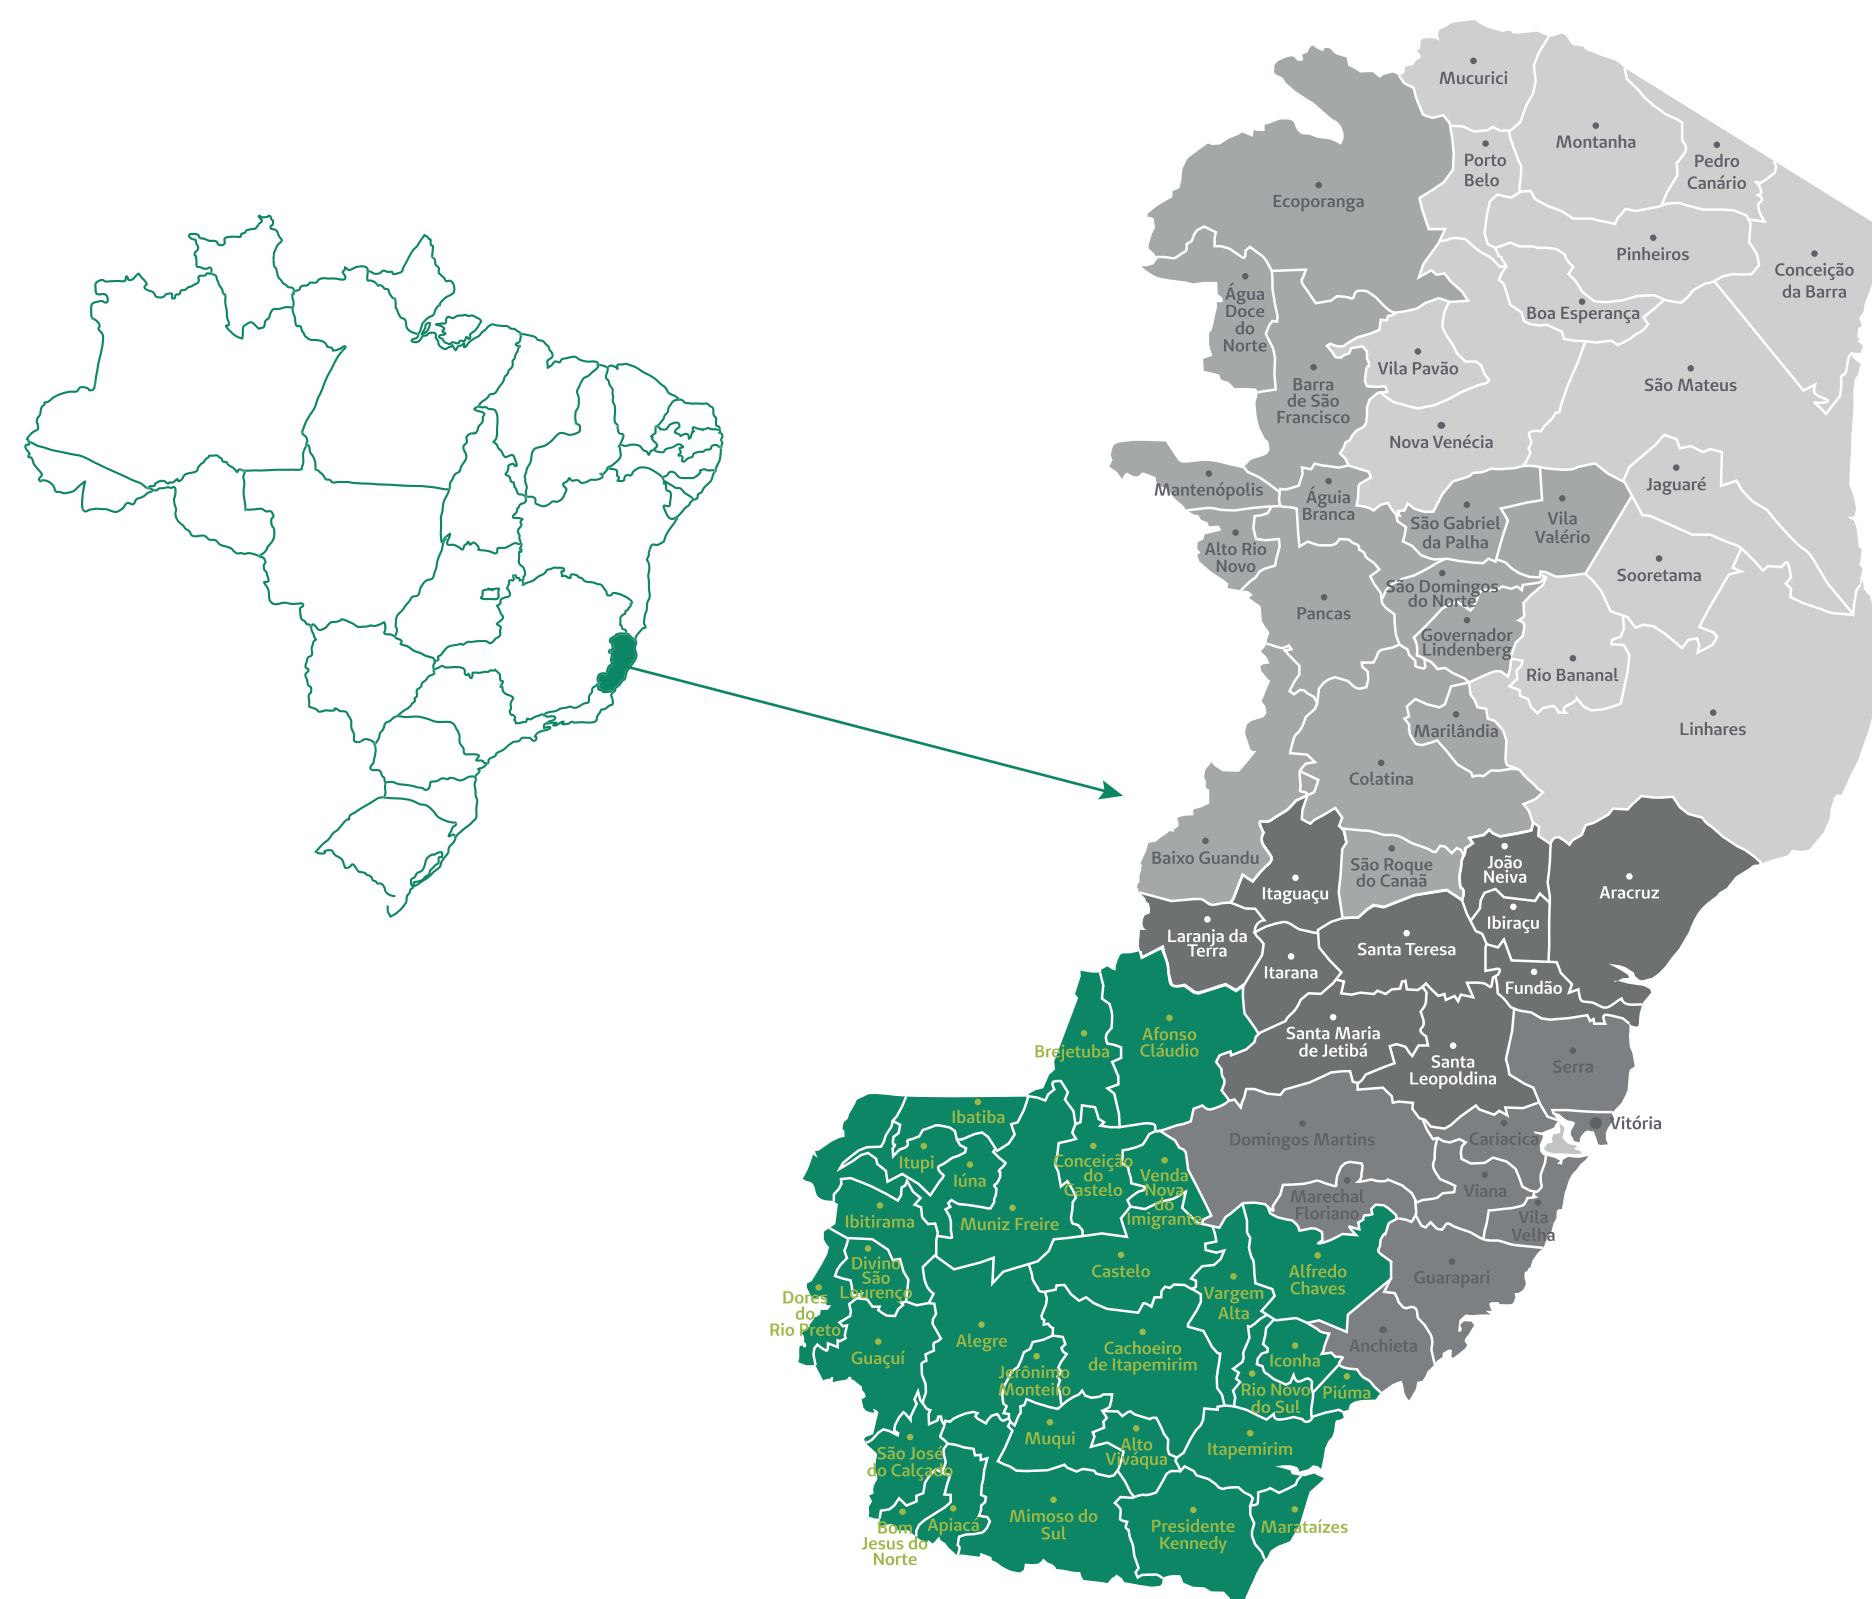 Mucurici
Montanha
Porto
Belo
Pedro
Canário
Ecoporanga
Pinheiros
Conceição
da Barra
Água
Doce
do
Norte
Boa Esperança
Vila Pavão
Barra
de São
Francisco
São Mateus
Nova Venécia
Mantenópolis
Águia
Branca
Jaguaré
São Gabriel
da Palha
Vila
Valério
Alto Rio
Novo
Sooretama
São Domingos
do Norte
Pancas
Governador
Lindenberg
Rio Bananal
Linhares
Marilândia
Colatina
Baixo Guandu
São Roque
do Canaã
João
Neiva
Itaguaçu
Aracruz
Ibiraçu
Laranja da
Terra
Santa Teresa
Itarana
Fundão
Afonso
Cláudio
Brejetuba
Santa Maria
de Jetibá
Santa
Leopoldina
Serra
Ibatiba
Vitória
Domingos Martins
Cariacica
Itupi
Iúna
Conceição
do
Castelo
Venda
Nova
do
Imigrante
Viana
Marechal
Floriano
Ibitirama
Muniz Freire
Vila
Velha
Divino
São
Lourenço
Castelo
Alfredo
Chaves
Guarapari
Vargem
Alta
Dores
do
Rio Preto
Alegre
Guaçuí
Cachoeiro
de Itapemirim
Anchieta
Iconha
Jerônimo
Monteiro
Rio Novo
do Sul
Piúma
Muqui
Alto
Viváqua
Itapemirim
São José
do Calçado
Mimoso do
Sul
Apiacá
Presidente
Kennedy
Marataízes
Bom
Jesus do
Norte